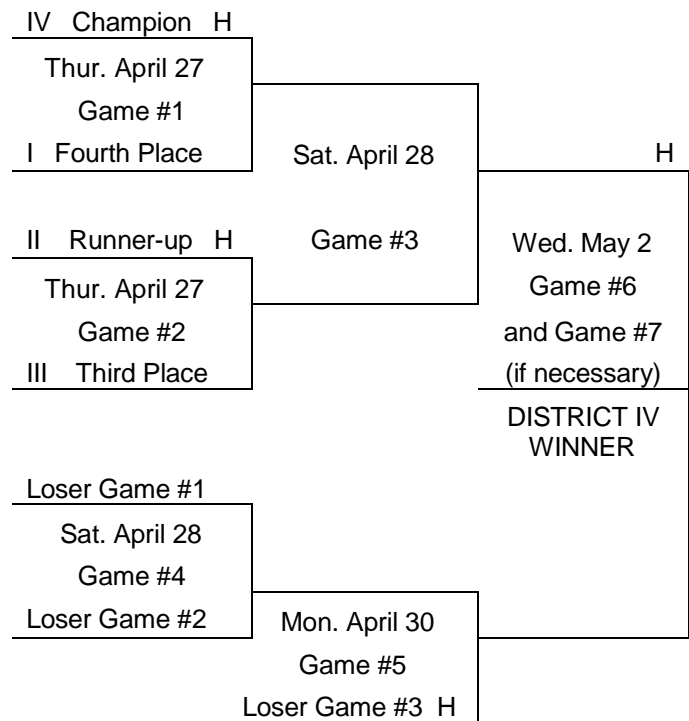 IV Champion H
Thur. April 27
Game #1
I Fourth Place
Sat. April 28
H
II Runner-up H
Game #3
Wed. May 2
Thur. April 27
Game #6
Game #2
and Game #7
III Third Place
(if necessary)
DISTRICT IV
WINNER
Loser Game #1
Sat. April 28
Game #4
Loser Game #2
Mon. April 30
Game #5
Loser Game #3 H